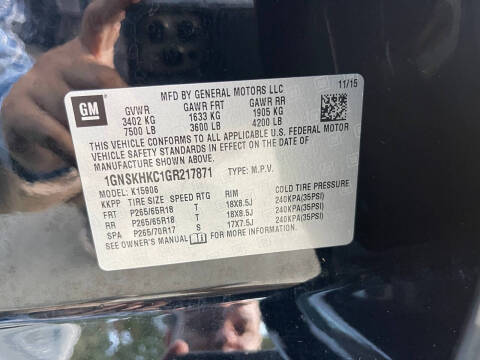 GM
MFD BY GENERAL MOTORS LLC
11/15
GVWR GAWR FRT GAWR RR
3402 KG 1633 KG 1905 KG
7500 LB 3600 LB 4200 LB
THIS VEHICLE CONFORMS TO ALL APPLICABLE U.S. FEDERAL MOTOR
VEHICLE SAFETY STANDARDS IN EFFECT ON THE DATE OF
MANUFACTURE SHOWN ABOVE.
1GNSKHKC1GR217871 TYPE: M.P.V.
MODEL: K15906
KKPP TIRE SIZE SPEED RTG RIM COLD TIRE PRESSURE
FRT P265/65R18 T 18X8.5J 240KPA(35PSI)
RR P265/65R18 T 18X8.5J 240KPA(35PSI)
SPA P265/70R17 S 17X7.5J 240KPA(35PSI)
SEE OWNER'S MANUAL FOR MORE INFORMATION.